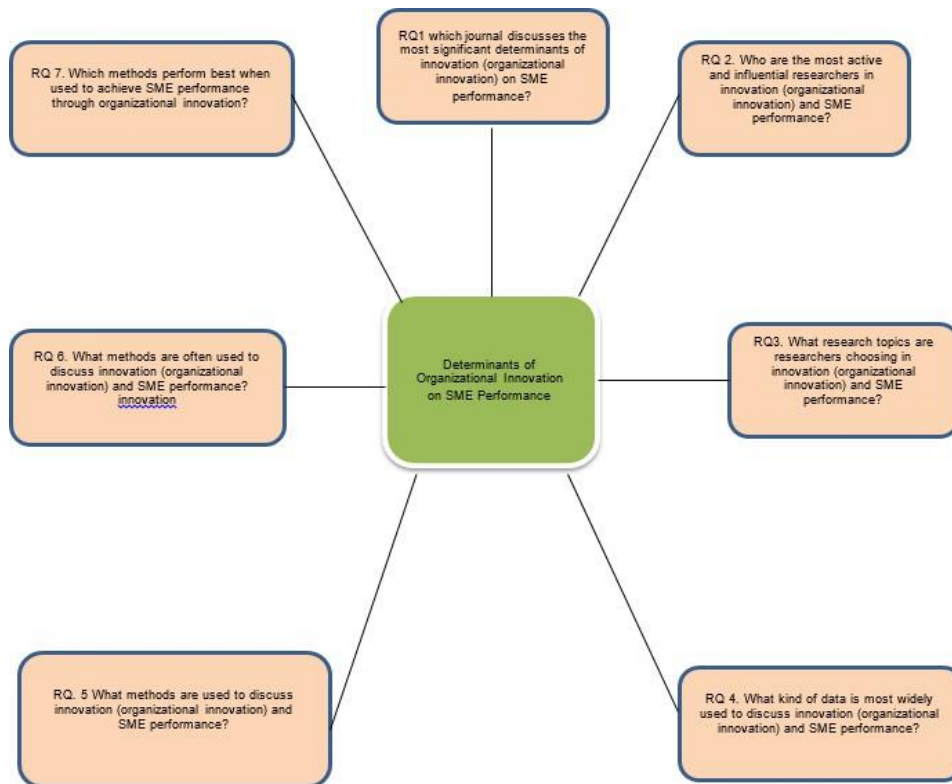 RQ1 which journal discusses the
most significant determinants of
innovation (organizational
innovation) on SME
performance?
RQ 2. Who are the most active
and influential researchers in
innovation (organizational
innovation) and SME
performance?
RQ3. What research topics are
researchers choosing in
innovation (organizational
innovation) and SME
performance?
RQ 4. What kind of data is most widely
used to discuss innovation (organizational
innovation) and SME performance?
RQ. 5 What methods are used to discuss
innovation (organizational innovation) and
SME performance?
RQ 6. What methods are often used to
discuss innovation (organizational
innovation) and SME performance?
innovation
RQ 7. Which methods perform best when
used to achieve SME performance
through organizational innovation?
Determinants of
Organizational Innovation
on SME Performance